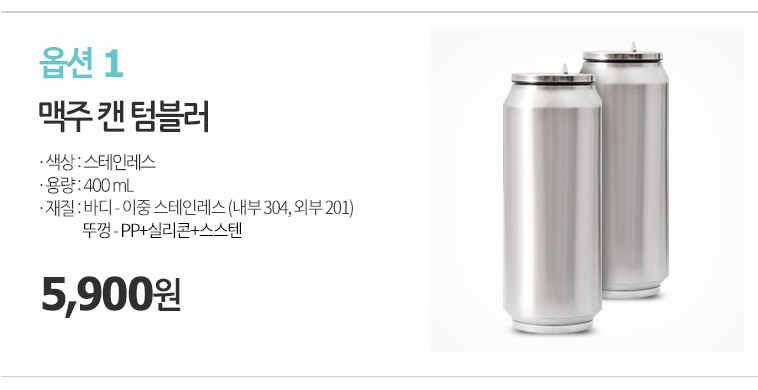 옵션 1
맥주 캔 텀블러
· 색상 : 스테인레스
· 용량 : 400 mL
· 재질 : 바디 - 이중 스테인레스 (내부 304, 외부 201)
뚜껑 - PP+실리콘+스스텐
5,900원